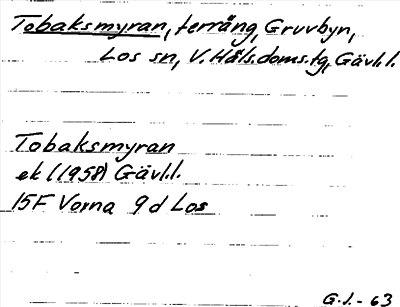 Tobaksmyran, terräng, Gruvbyn,
Los sn, V. Häls. doms. tg, Gävl.l.
Tobaksmyran
ek (1958) Gävl.l.
15F Vorna 9d Los
G.J.- 63